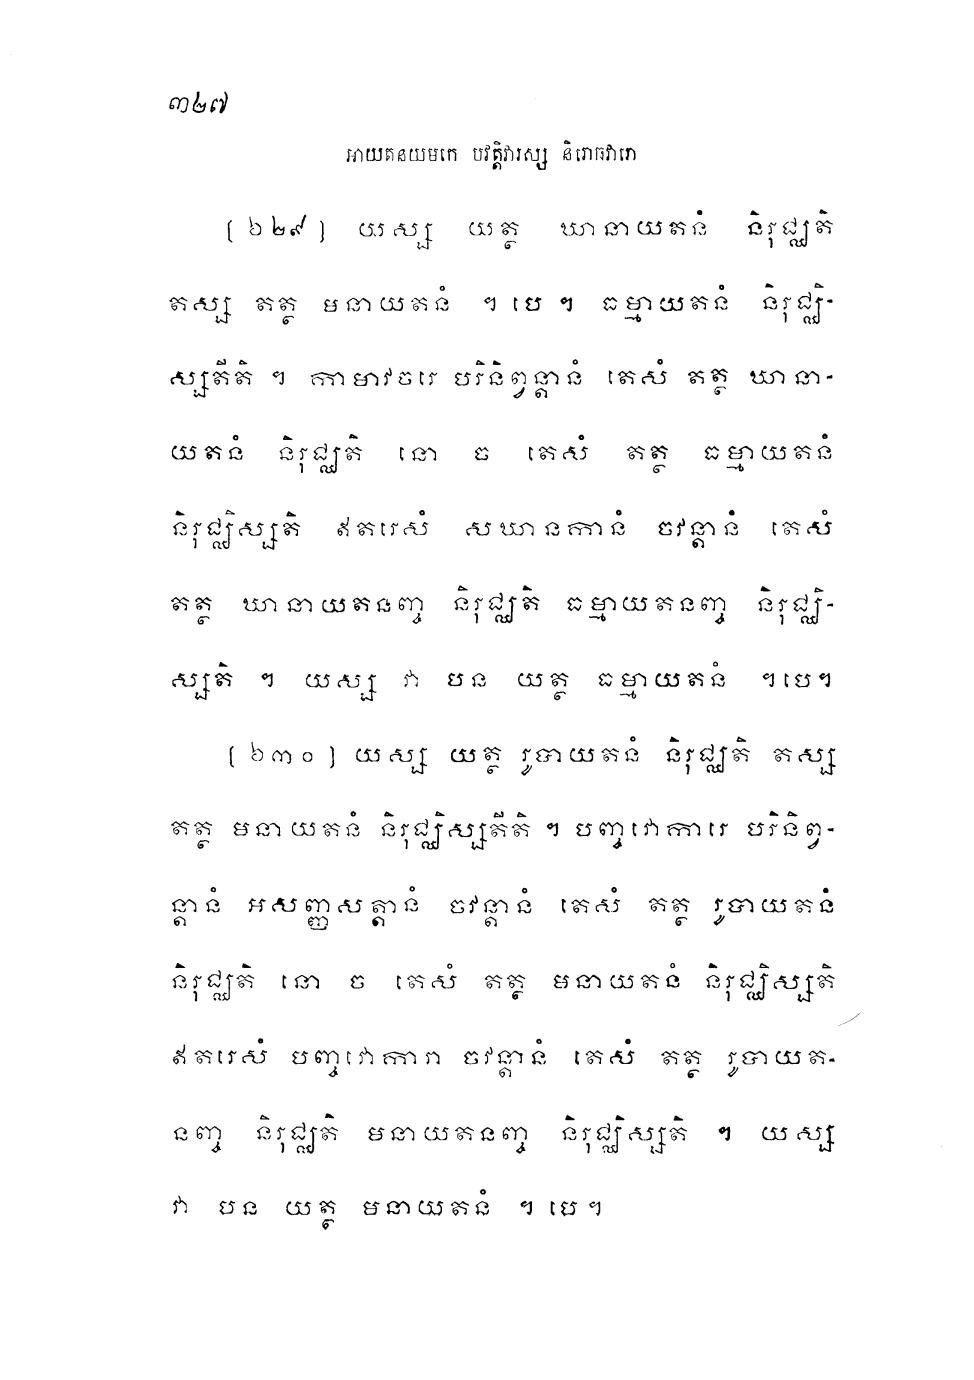 ៣២៧
អាយតនយមកេ បវត្តិវារស្ស និរោធវារោ
[៦២៩] យស្ស យត្ថ ឃានាយតនំ និរុជ្ឈតិ
តស្ស តត្ថ មនាយតនំ ។ បេ ។ ធម្មាយតនំ និរុជ្ឈិ-
ស្សតីតិ ។ កាមាវចរេ បរិនិព្វន្តានំ តេសំ តត្ថ ឃានា-
យតនំ និរុជ្ឈតិ នោ ច តេសំ តត្ថ ធម្មាយតនំ
និរុជ្ឈិស្សតិ ឥតរេសំ សឃានកានំ ចវន្តានំ តេសំ
តត្ថ ឃានាយតនញ្ច និរុជ្ឈតិ ធម្មាយតនញ្ច និរុជ្ឈិ-
ស្សតិ ។ យស្ស វា បន យត្ថ ធម្មាយតនំ ។ បេ ។
[៦៣០] យស្ស យត្ថ រូបាយតនំ និរុជ្ឈតិ តស្ស
តត្ថ មនាយតនំ និរុជ្ឈិស្សតីតិ ។ បញ្ចវោការេ បរិនិព្វ-
ន្តានំ អសញ្ញសត្តានំ ចវន្តានំ តេសំ តត្ថ រូបាយតនំ
និរុជ្ឈតិ នោ ច តេសំ តត្ថ មនាយតនំ និរុជ្ឈិស្សតិ
ឥតរេសំ បញ្ចវោការា ចវន្តានំ តេសំ តត្ថ រូបាយត-
នញ្ច និរុជ្ឈតិ មនាយតនញ្ច និរុជ្ឈិស្សតិ ។ យស្ស
វា បន យត្ថ មនាយតនំ ។ បេ ។